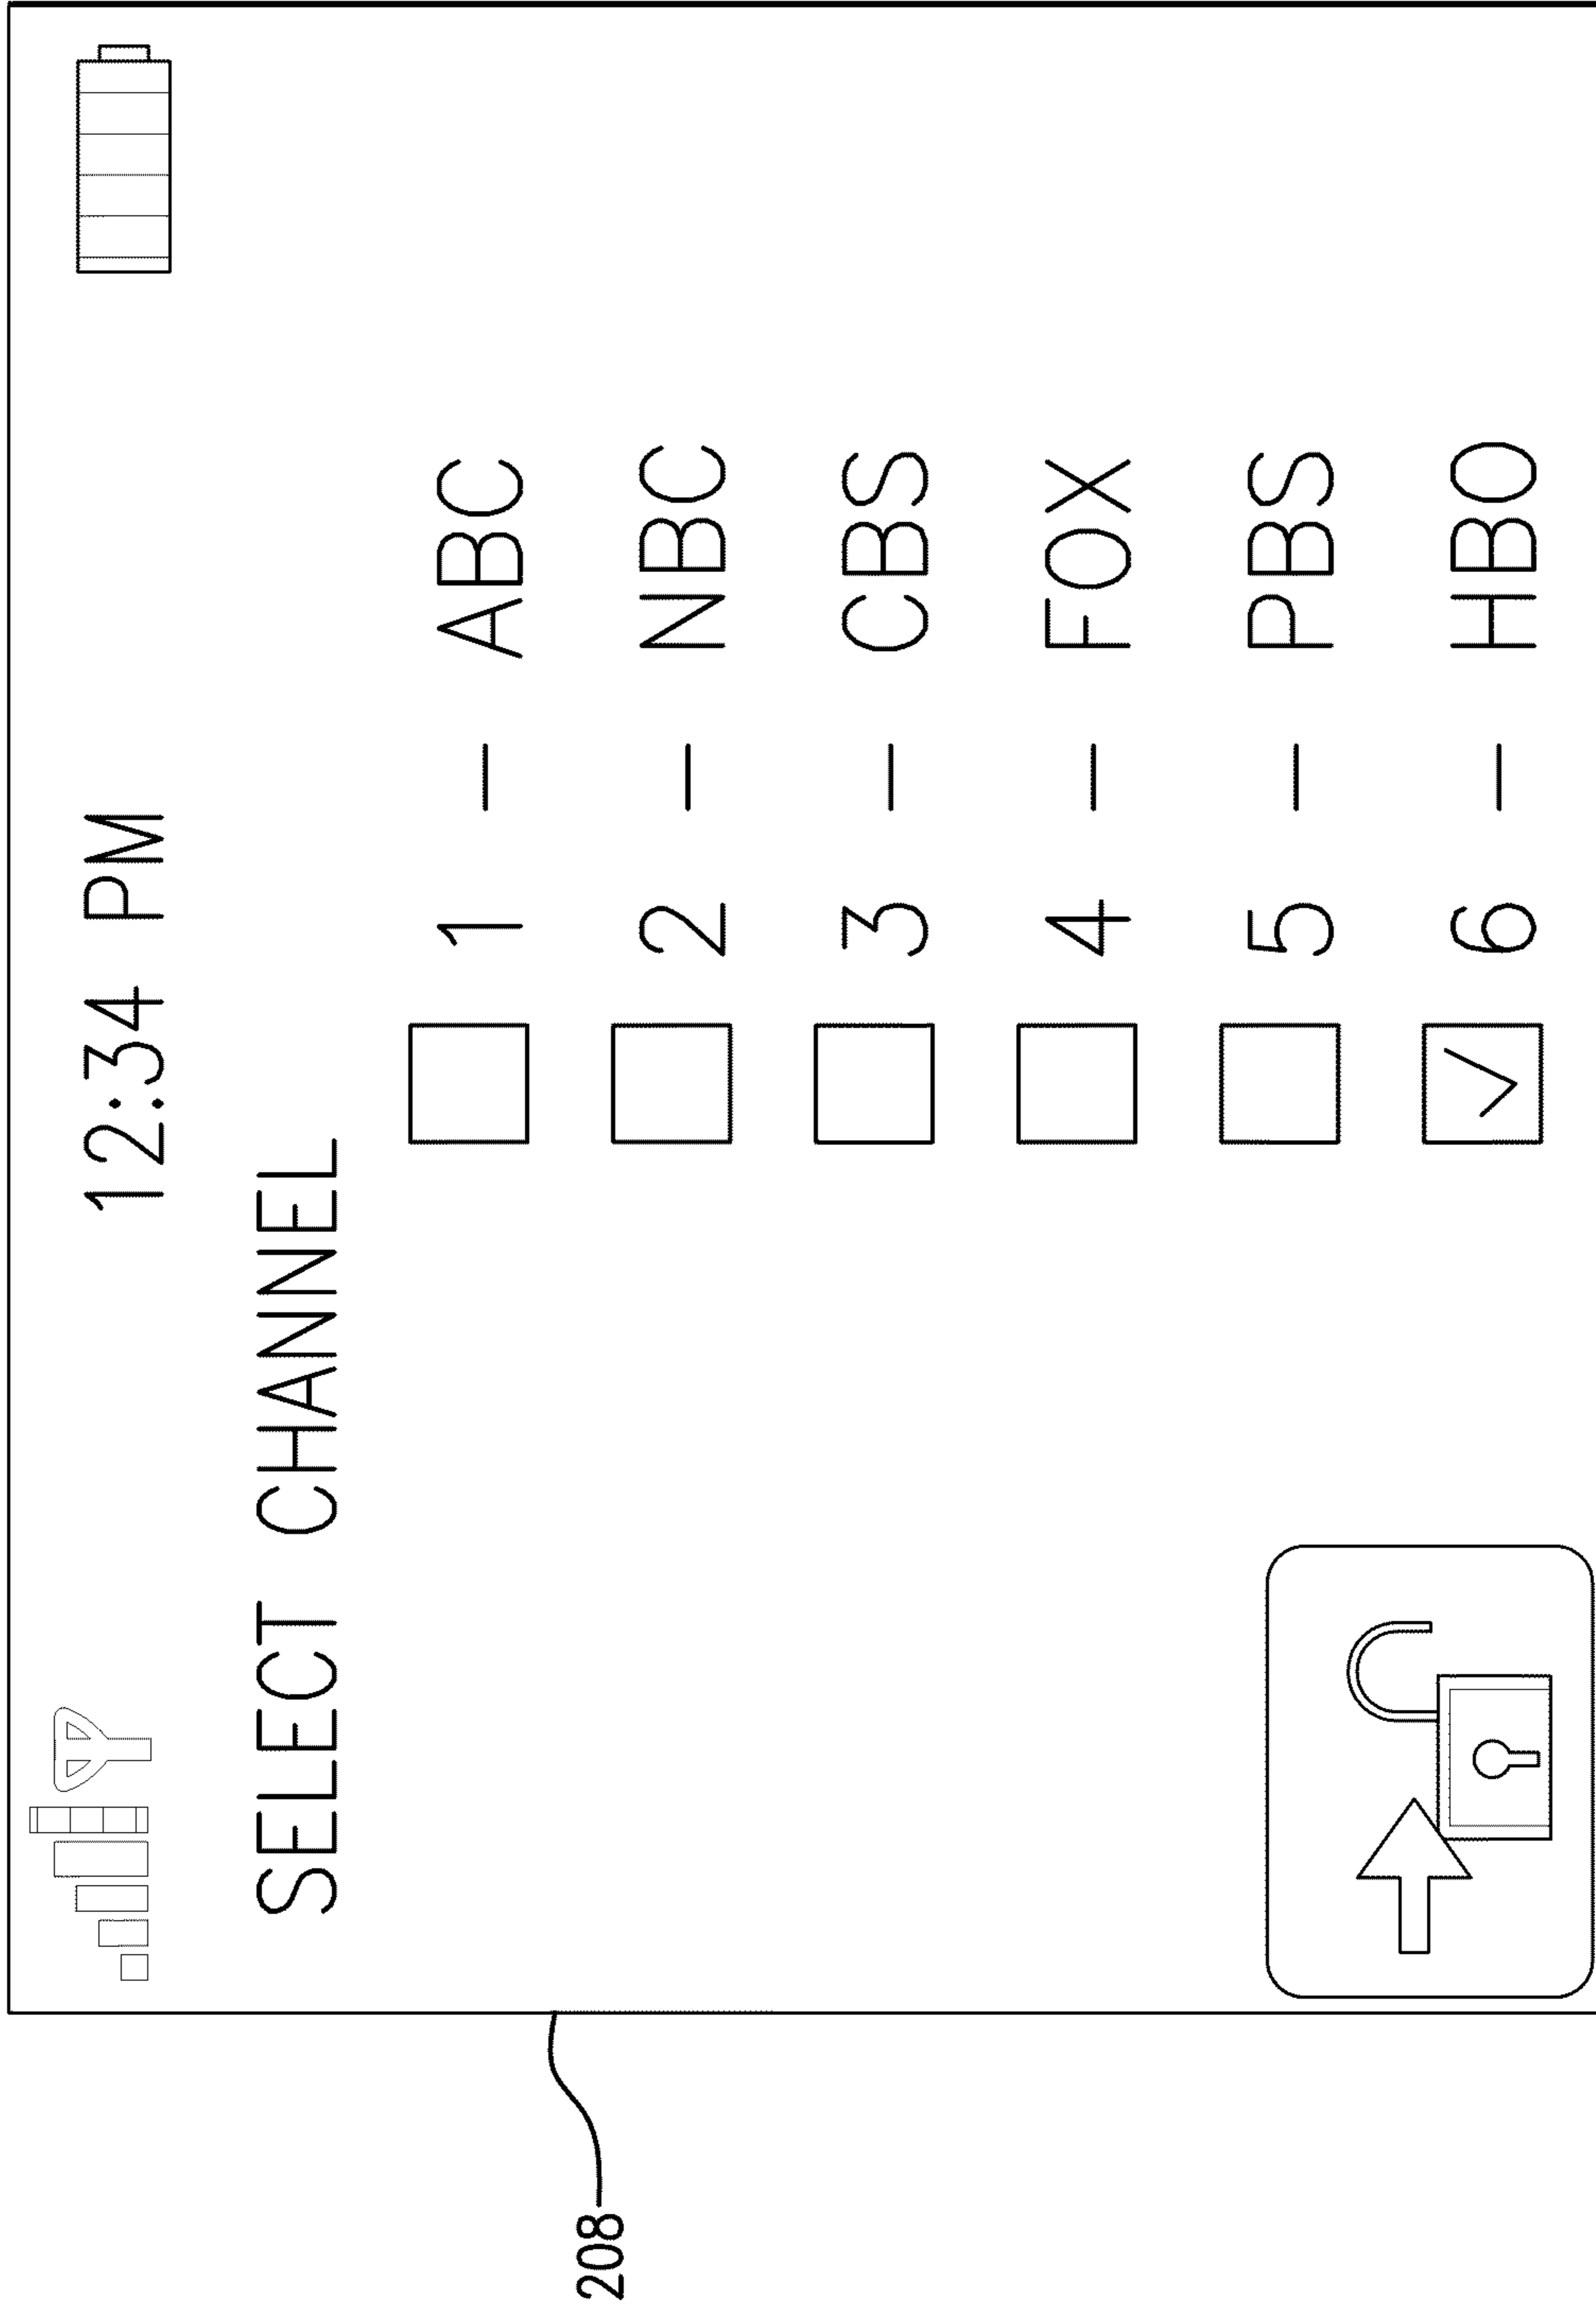 12:34 PM
SELECT CHANNEL
1 – ABC
2 – NBC
3 – CBS
4 – FOX
5 – PBS
6 – HBO
208